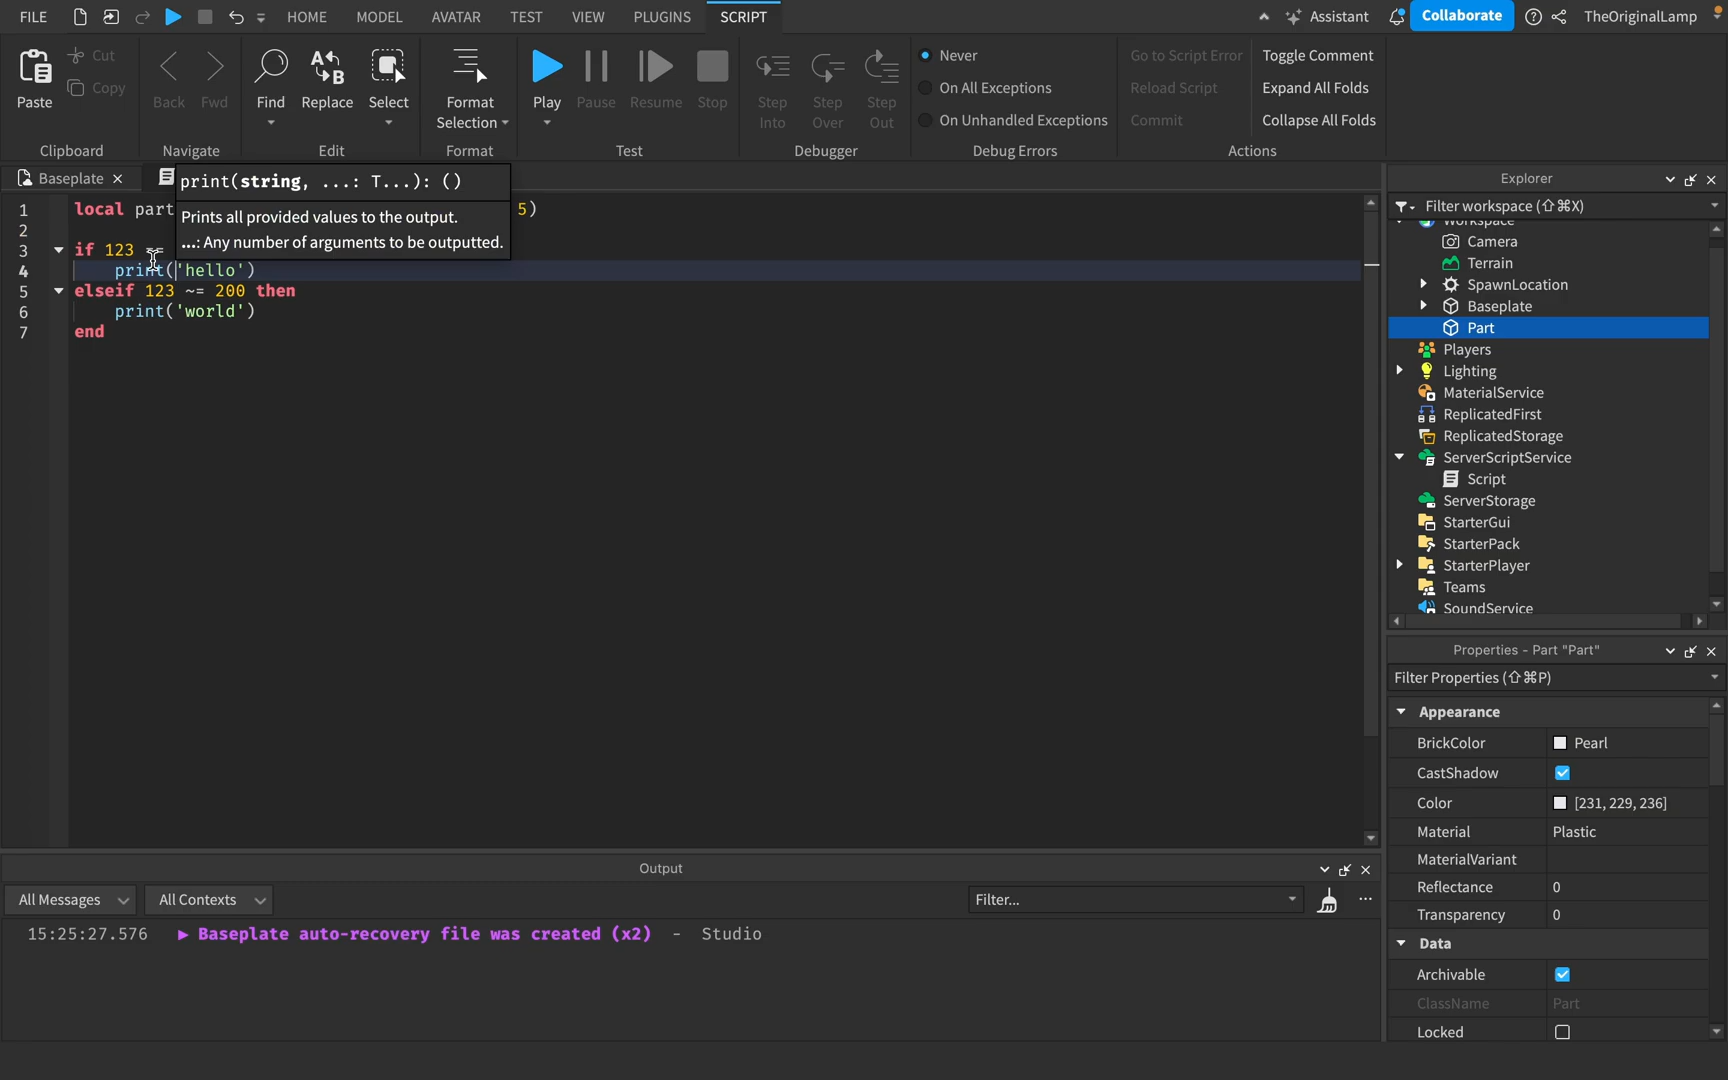 FILE HOME MODEL AVATAR TEST VIEW PLUGINS SCRIPT Assistant Collaborate TheOriginalLamp
Paste Cut Copy
Clipboard
Back Fwd
Navigate
Find Replace Select
Edit
Format Selection
Format
Play Pause Resume Stop
Test
Step Into Step Over Step Out
Debugger
Never
On All Exceptions
On Unhandled Exceptions
Debug Errors
Go to Script Error Toggle Comment
Reload Script Expand All Folds
Commit Collapse All Folds
Actions
Baseplate
print(string, ...: T...): ()
Prints all provided values to the output.
...: Any number of arguments to be outputted.
1 local part 5)
2
3 if 123 ==
4 print('hello')
5 elseif 123 ~= 200 then
6 print('world')
7 end
Explorer
Filter workspace (⇧⌘X)
Workspace
Camera
Terrain
SpawnLocation
Baseplate
Part
Players
Lighting
MaterialService
ReplicatedFirst
ReplicatedStorage
ServerScriptService
Script
ServerStorage
StarterGui
StarterPack
StarterPlayer
Teams
SoundService
Properties - Part "Part"
Filter Properties (⇧⌘P)
Appearance
BrickColor Pearl
CastShadow
Color [231, 229, 236]
Material Plastic
MaterialVariant
Reflectance 0
Transparency 0
Data
Archivable
ClassName Part
Locked
Output
All Messages All Contexts Filter...
15:25:27.576 ▶ Baseplate auto-recovery file was created (x2) - Studio